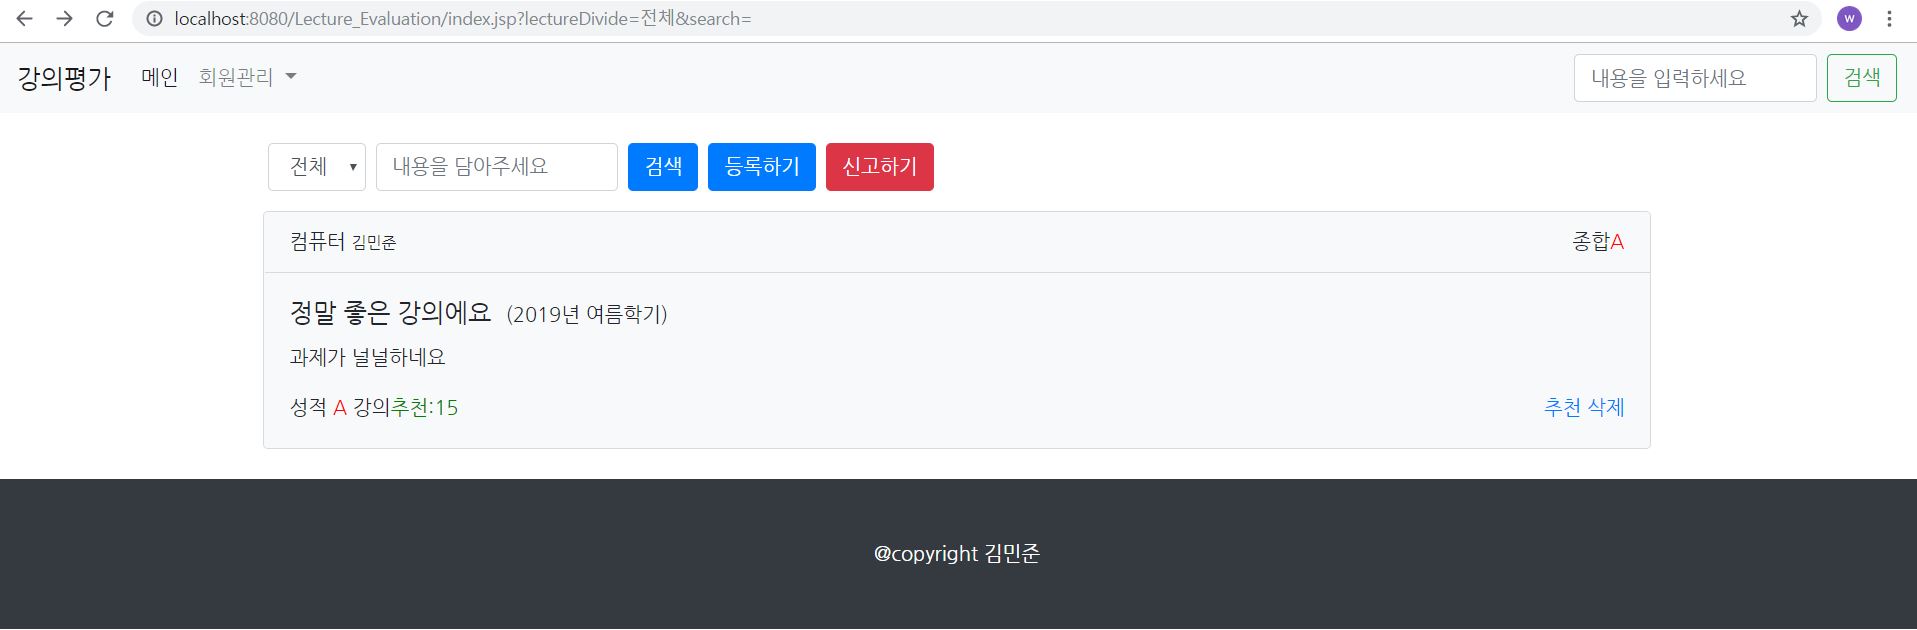 localhost:8080/Lecture_Evaluation/index.jsp?lectureDivide=전체&search=
W
강의평가 메인 회원관리 내용을 입력하세요 검색
전체 내용을 담아주세요 검색 등록하기 신고하기
컴퓨터 김민준 종합A
정말 좋은 강의에요 (2019년 여름학기)
과제가 널널하네요
성적 A 강의추천:15 추천 삭제
@copyright 김민준